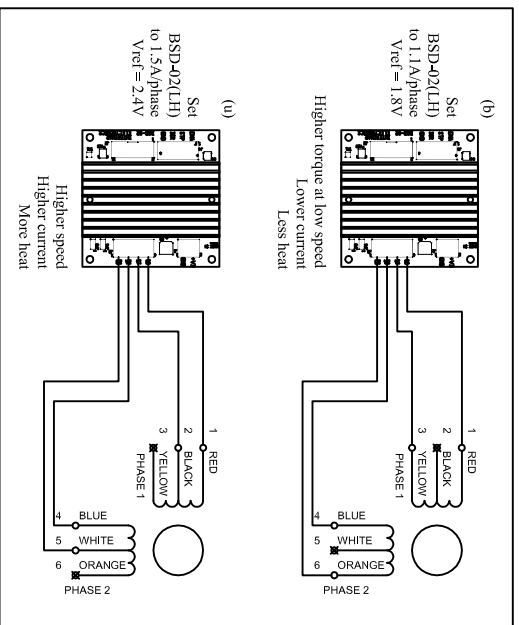 (b)
Set
BSD-02(LH)
to 1.1A/phase
Vref = 1.8V
Higher torque at low speed
Lower current
Less heat
1
2
3
RED
BLACK
YELLOW
PHASE 1
4
5
6
BLUE
WHITE
ORANGE
PHASE 2
(u)
Set
BSD-02(LH)
to 1.5A/phase
Vref = 2.4V
Higher speed
Higher current
More heat
1
2
3
RED
BLACK
YELLOW
PHASE 1
4
5
6
BLUE
WHITE
ORANGE
PHASE 2